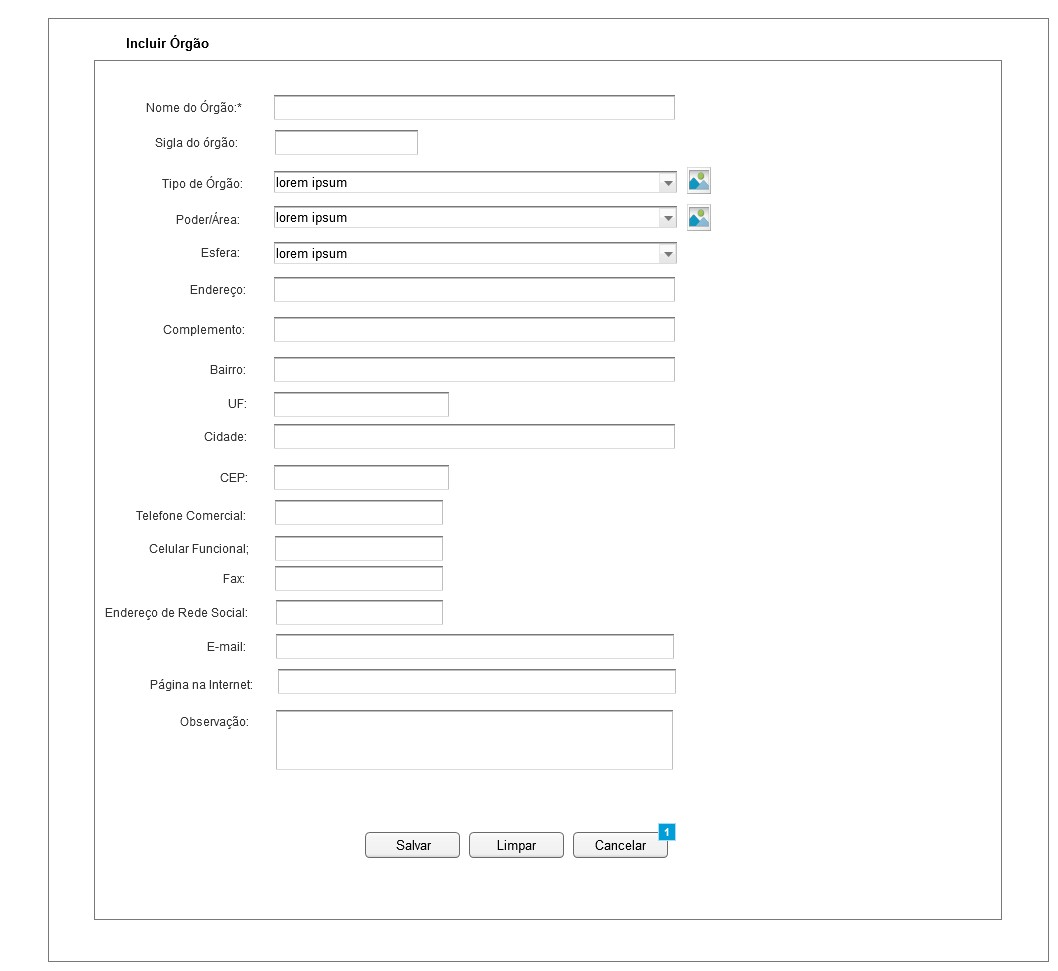 Incluir Órgão
Nome do Órgão:*
Sigla do órgão:
Tipo de Órgão: lorem ipsum
Poder/Área: lorem ipsum
Esfera: lorem ipsum
Endereço:
Complemento:
Bairro:
UF:
Cidade:
CEP:
Telefone Comercial:
Celular Funcional;
Fax:
Endereço de Rede Social:
E-mail:
Página na Internet:
Observação:
1
Salvar Limpar Cancelar